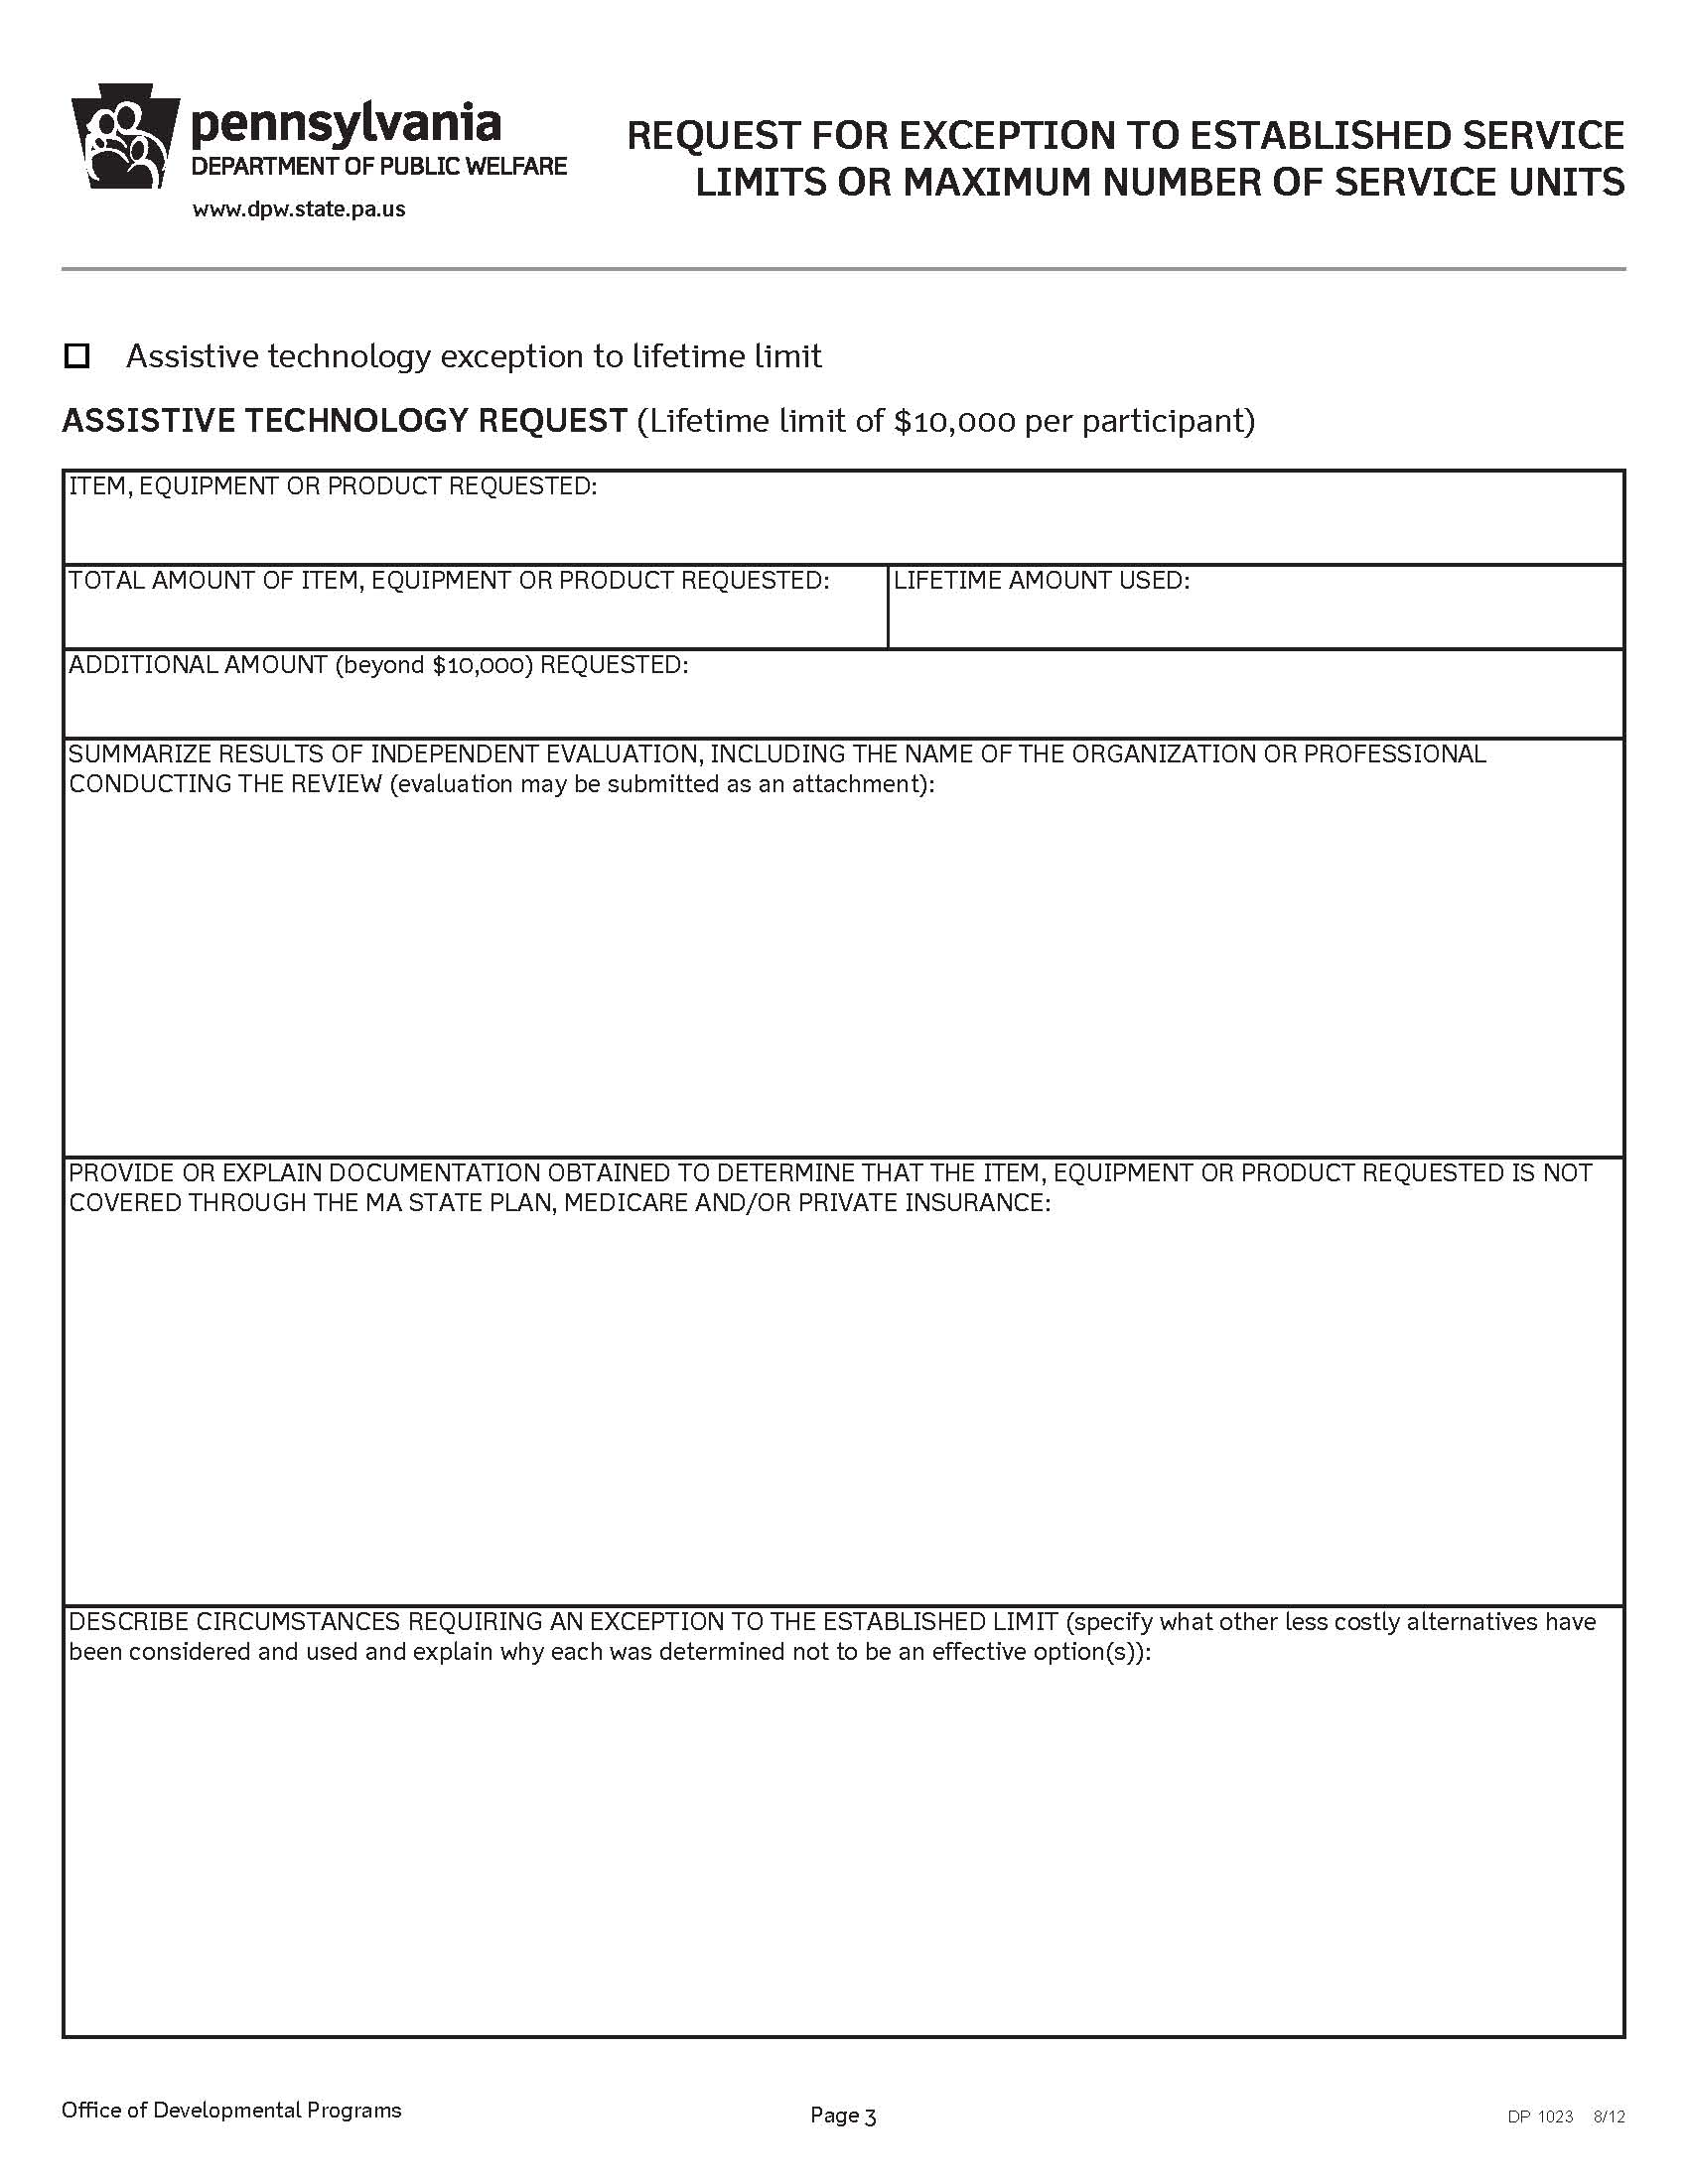 pennsylvania
DEPARTMENT OF PUBLIC WELFARE
www.dpw.state.pa.us
REQUEST FOR EXCEPTION TO ESTABLISHED SERVICE
LIMITS OR MAXIMUM NUMBER OF SERVICE UNITS
Assistive technology exception to lifetime limit
ASSISTIVE TECHNOLOGY REQUEST (Lifetime limit of $10,000 per participant)
ITEM, EQUIPMENT OR PRODUCT REQUESTED:
TOTAL AMOUNT OF ITEM, EQUIPMENT OR PRODUCT REQUESTED:
LIFETIME AMOUNT USED:
ADDITIONAL AMOUNT (beyond $10,000) REQUESTED:
SUMMARIZE RESULTS OF INDEPENDENT EVALUATION, INCLUDING THE NAME OF THE ORGANIZATION OR PROFESSIONAL
CONDUCTING THE REVIEW (evaluation may be submitted as an attachment):
PROVIDE OR EXPLAIN DOCUMENTATION OBTAINED TO DETERMINE THAT THE ITEM, EQUIPMENT OR PRODUCT REQUESTED IS NOT
COVERED THROUGH THE MA STATE PLAN, MEDICARE AND/OR PRIVATE INSURANCE:
DESCRIBE CIRCUMSTANCES REQUIRING AN EXCEPTION TO THE ESTABLISHED LIMIT (specify what other less costly alternatives have
been considered and used and explain why each was determined not to be an effective option(s)):
Office of Developmental Programs
Page 3
DP 1023 8/12